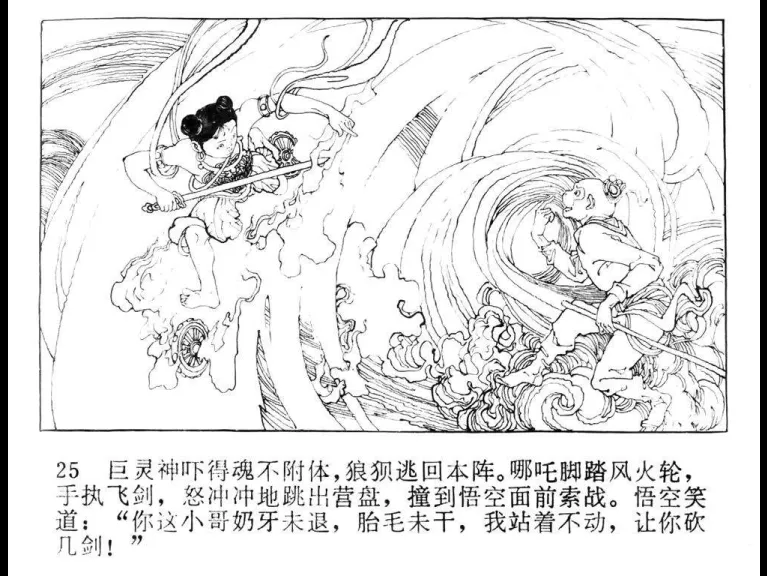 25 巨灵神吓得魂不附体,狼狈逃回本阵。哪吒脚踏风火轮,
手执飞剑,怒冲冲地跳出营盘,撞到悟空面前索战。悟空笑
道:“你这小哥奶牙未退,胎毛未干,我站着不动,让你砍
几剑!”